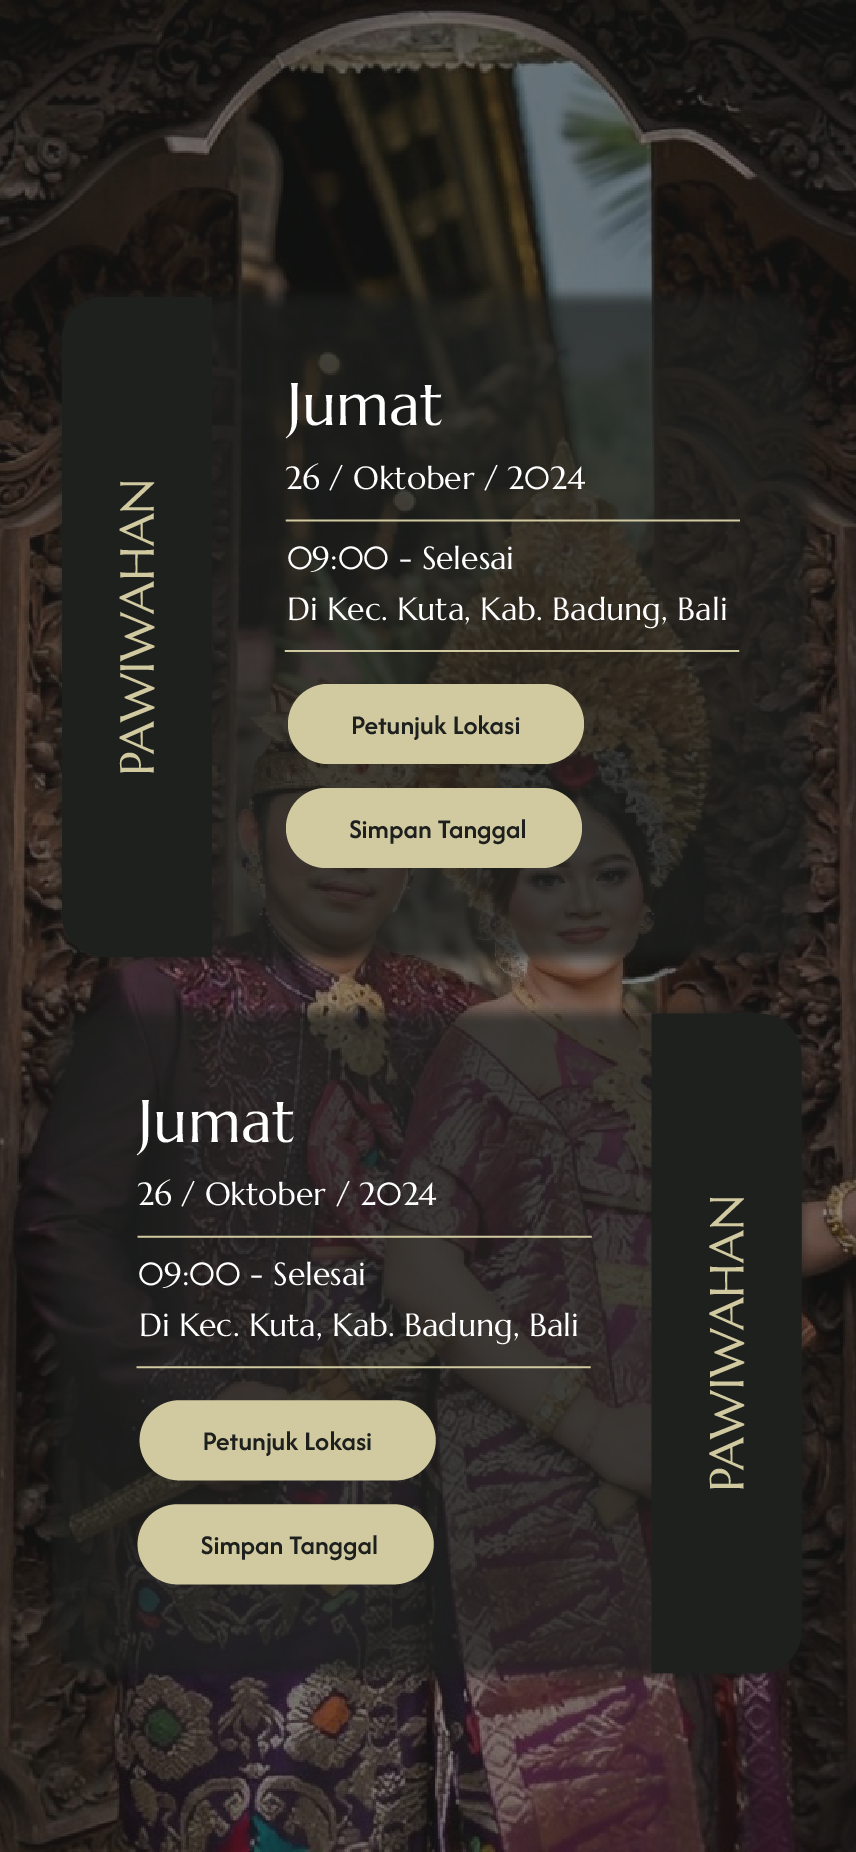 PAWIWAHAN
Jumat
26 / Oktober / 2024
09:00 - Selesai
Di Kec. Kuta, Kab. Badung, Bali
Petunjuk Lokasi
Simpan Tanggal
Jumat
26 / Oktober / 2024
09:00 - Selesai
Di Kec. Kuta, Kab. Badung, Bali
Petunjuk Lokasi
Simpan Tanggal
PAWIWAHAN